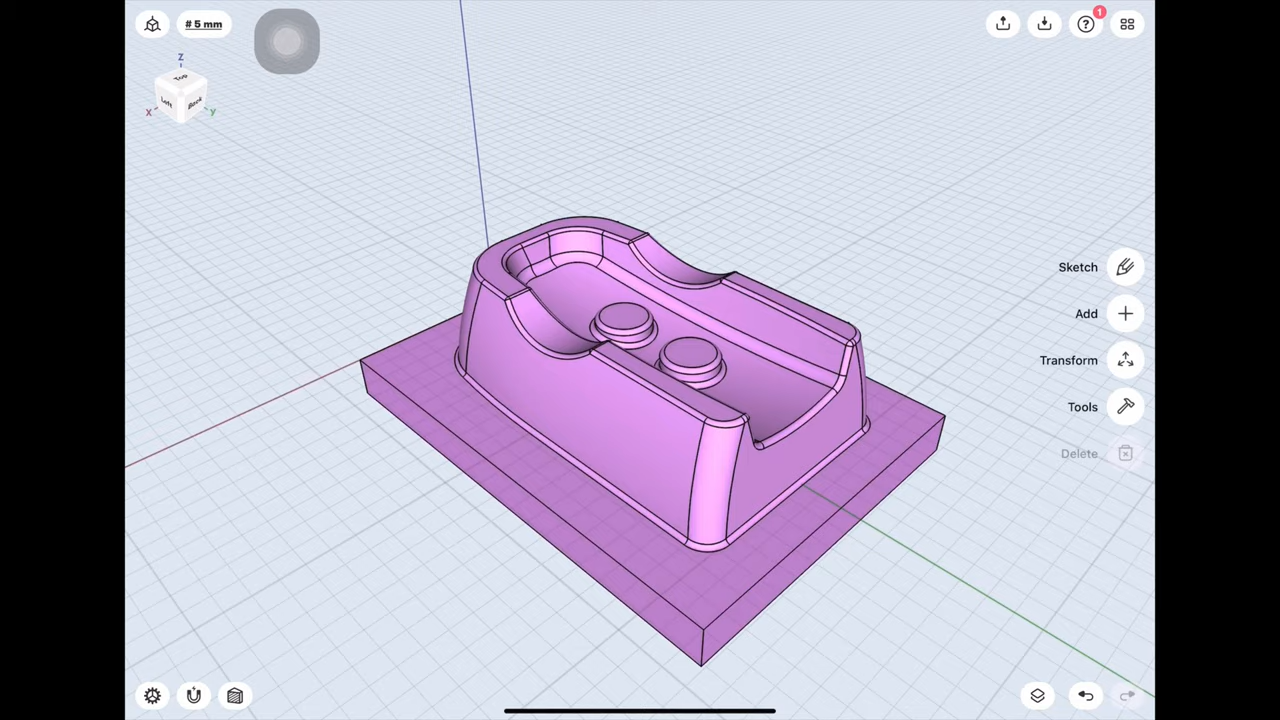 # 5 mm
1
Z
Top
Left
Back
X
Y
Sketch
Add
Transform
Tools
Delete